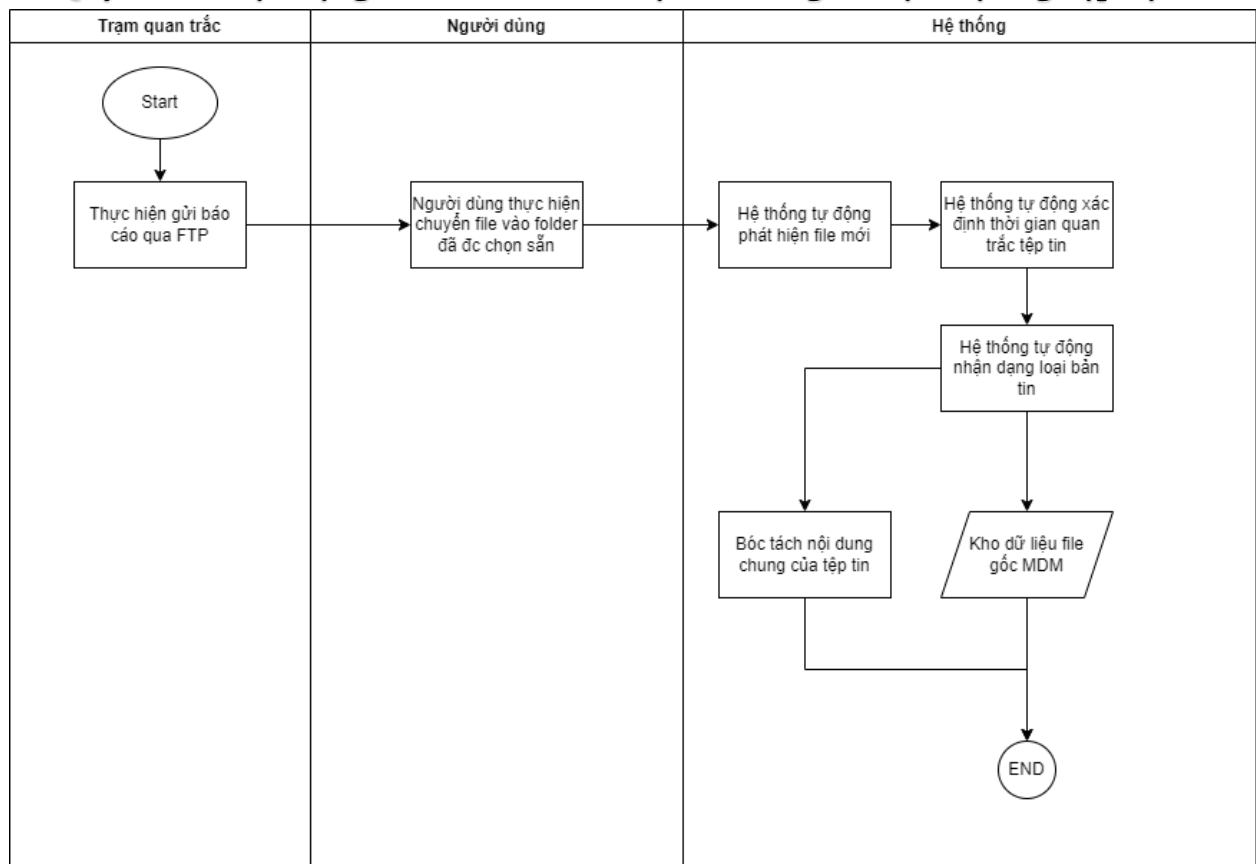 Trạm quan trắc
Người dùng
Hệ thống
Start
Thực hiện gửi báo
cáo qua FTP
Người dùng thực hiện
chuyển file vào folder
đã đc chọn sẵn
Hệ thống tự động
phát hiện file mới
Hệ thống tự động xác
định thời gian quan
trắc tệp tin
Hệ thống tự động
nhận dạng loại bản
tin
Bóc tách nội dung
chung của tệp tin
Kho dữ liệu file
gốc MDM
END